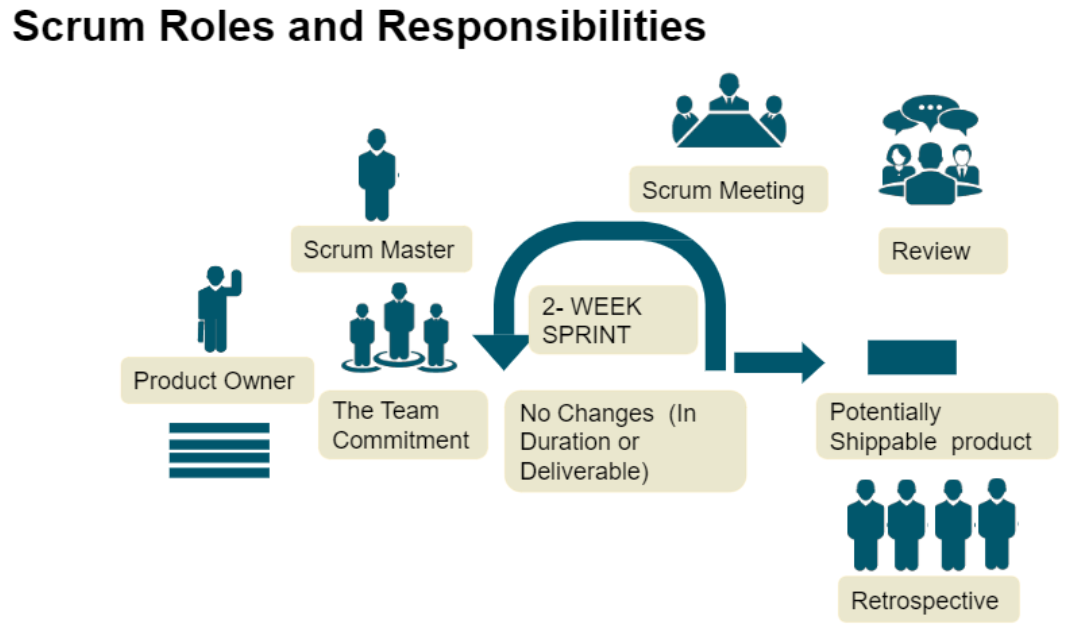 Scrum Roles and Responsibilities
Scrum Meeting
Review
Scrum Master
2- WEEK
SPRINT
Product Owner
The Team
Commitment
No Changes (In
Duration or
Deliverable)
Potentially
Shippable product
Retrospective